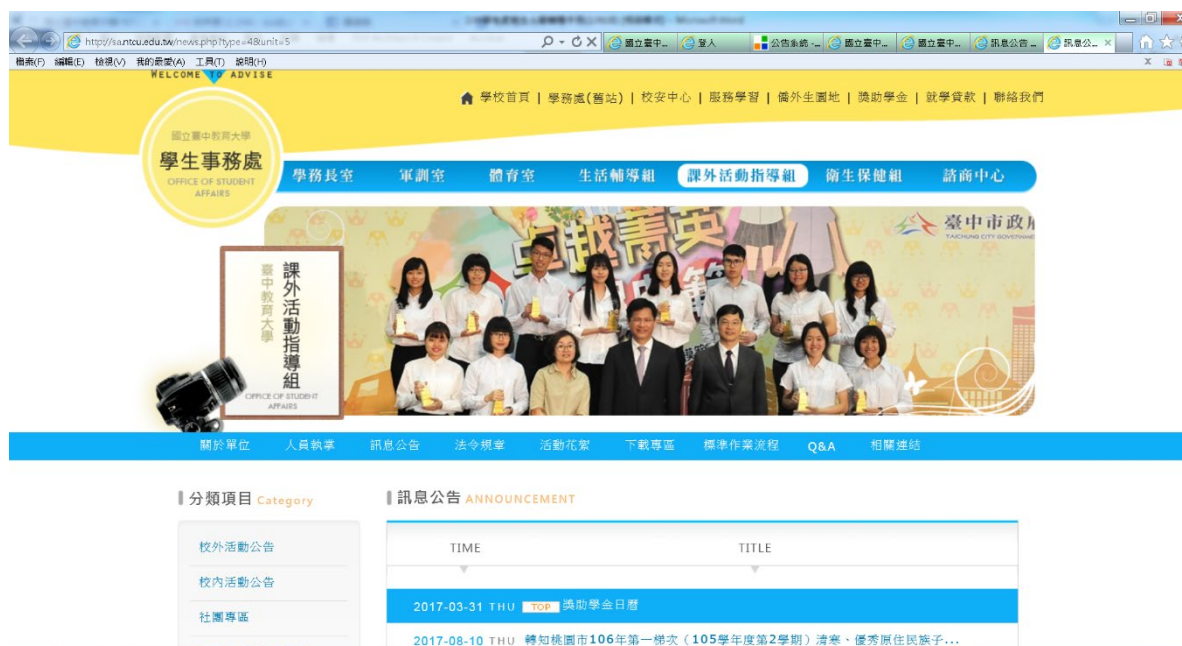 http://sa.ntcu.edu.tw/news.php?type=48&unit=5
國立臺中...
登入
公告系統 -...
國立臺中...
國立臺中...
訊息公告 ...
訊息公... ×
檔案(F) 編輯(E) 檢視(V) 我的最愛(A) 工具(T) 說明(H)
WELCOME TO ADVISE
學校首頁 | 學務處(舊站) | 校安中心 | 服務學習 | 僑外生園地 | 獎助學金 | 就學貸款 | 聯絡我們
國立臺中教育大學
學生事務處
OFFICE OF STUDENT
AFFAIRS
學務長室 軍訓室 體育室 生活輔導組 課外活動指導組 衛生保健組 諮商中心
卓越菁英
臺中市政府
TAICHUNG CITY GOVERNMENT
課外活動指導組
臺中教育大學
OFFICE OF STUDENT
AFFAIRS
關於單位 人員執掌 訊息公告 法令規章 活動花絮 下載專區 標準作業流程 Q&A 相關連結
分類項目 Category
校外活動公告
校內活動公告
社團專區
訊息公告 ANNOUNCEMENT
TIME TITLE
2017-03-31 THU TOP 獎助學金日曆
2017-08-10 THU 轉知桃園市106年第一梯次（105學年度第2學期）清寒、優秀原住民族子...